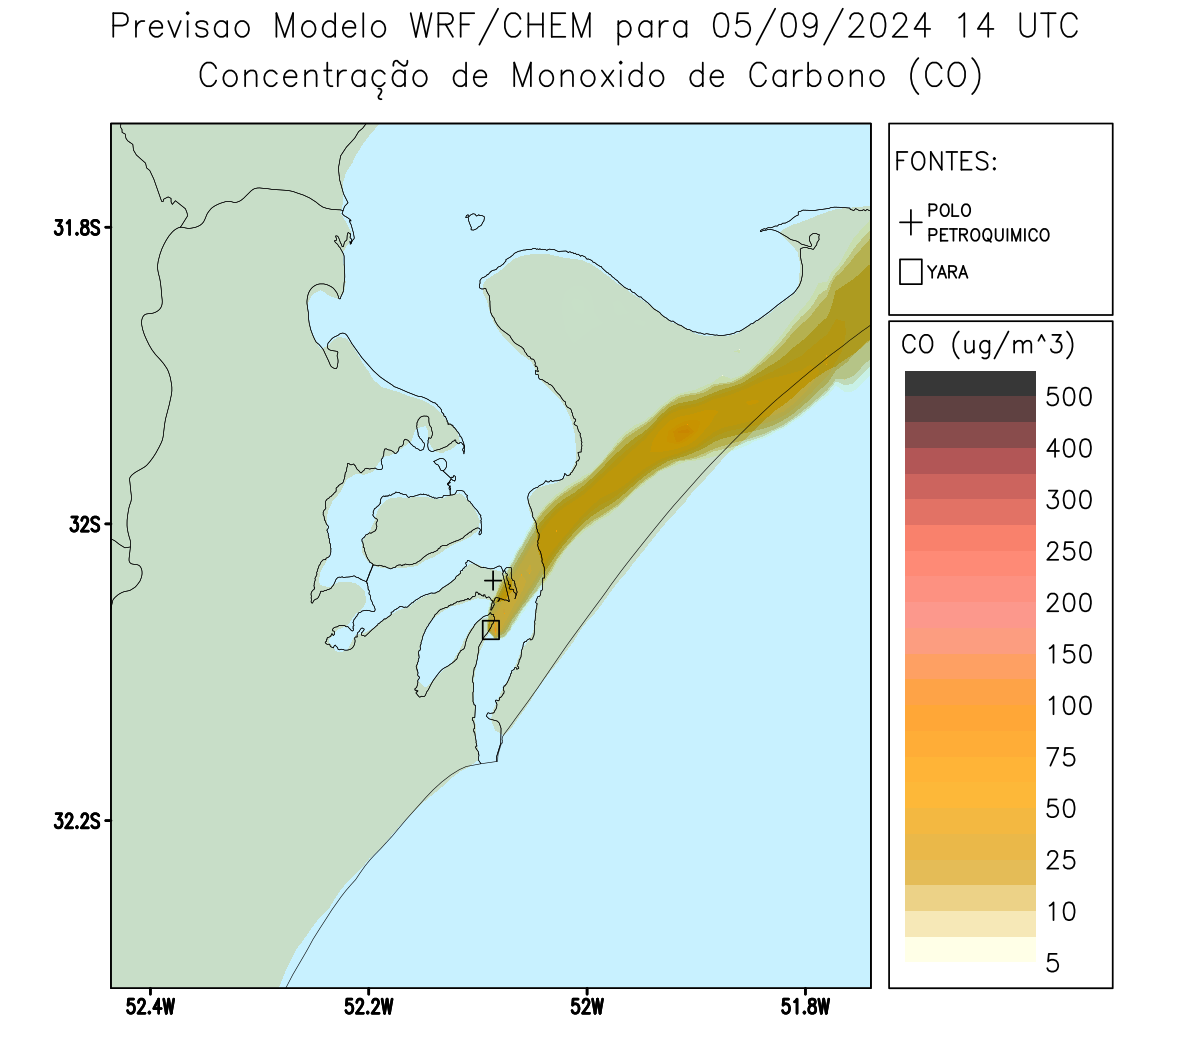 Previsao Modelo WRF/CHEM para 05/09/2024 14 UTC
Concentração de Monoxido de Carbono (CO)
FONTES:
POLO
PETROQUIMICO
YARA
31.8S
32S
32.2S
52.4W
52.2W
52W
51.8W
CO (ug/m^3)
500
400
300
250
200
150
100
75
50
25
10
5